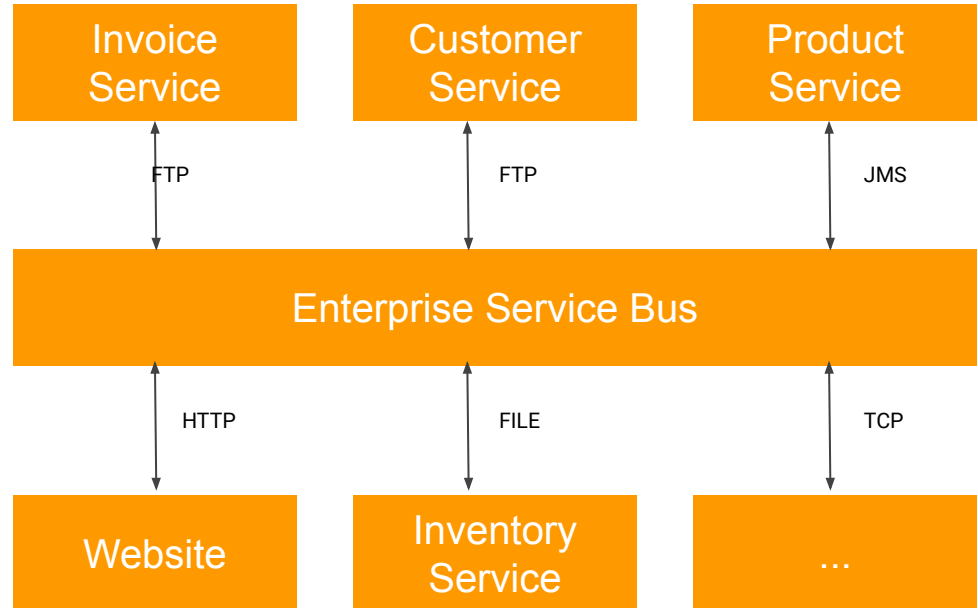 Invoice
Service
Customer
Service
Product
Service
FTP
FTP
JMS
Enterprise Service Bus
HTTP
FILE
TCP
Website
Inventory
Service
...